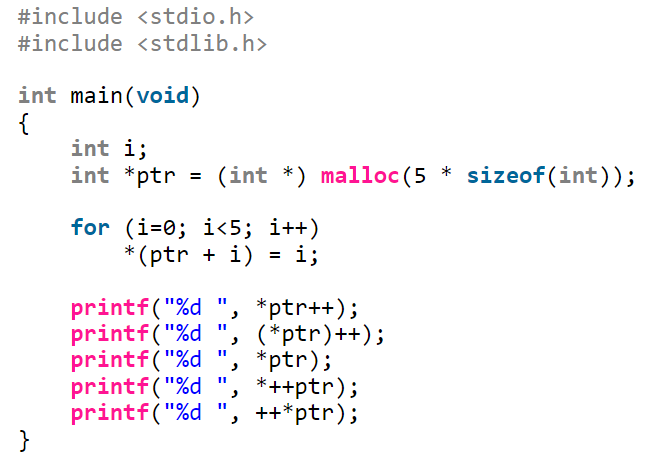 #include <stdio.h>
#include <stdlib.h>

int main(void)
{
    int i;
    int *ptr = (int *) malloc(5 * sizeof(int));

    for (i=0; i<5; i++)
        *(ptr + i) = i;

    printf("%d ", *ptr++);
    printf("%d ", (*ptr)++);
    printf("%d ", *ptr);
    printf("%d ", *++ptr);
    printf("%d ", ++*ptr);
}